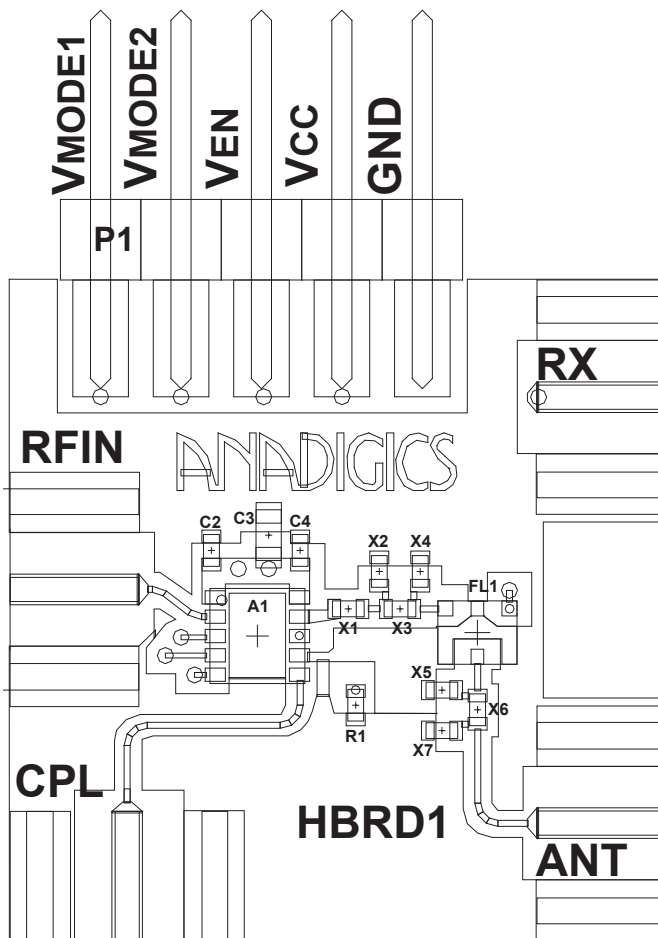 VMODE1
VMODE2
VEN
VCC
GND
P1
RX
RFIN
ANADIGICS
C2
C3
C4
X2
X4
FL1
A1
X1
X3
X5
X6
R1
X7
CPL
HBRD1
ANT